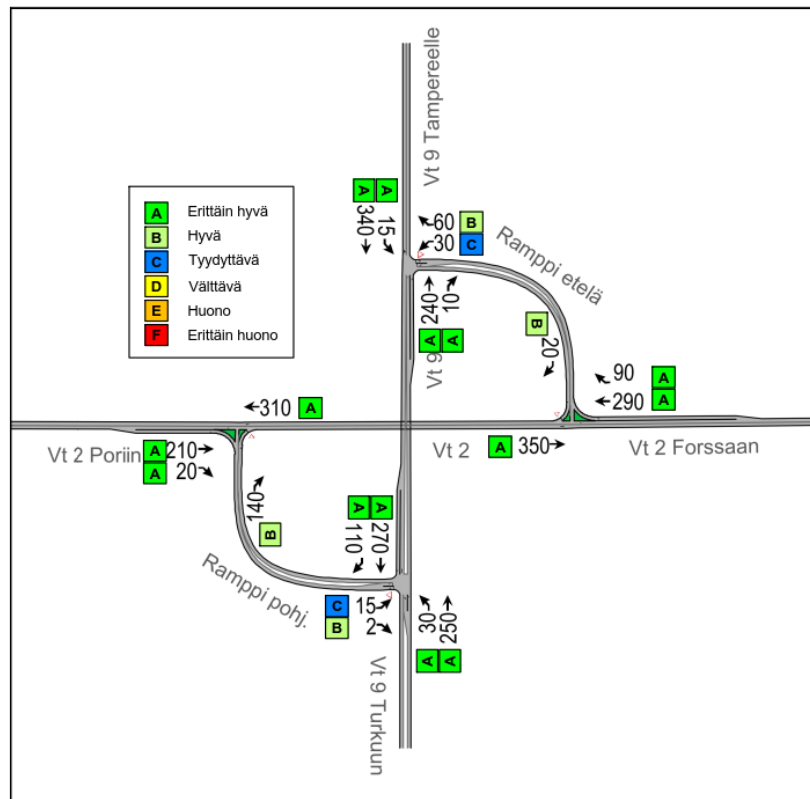 Vt 9 Tampereelle
A A
340 15
A Erittäin hyvä
B Hyvä
C Tyydyttävä
D Välttävä
E Huono
F Erittäin huono
60 B
30 C
Ramppi etelä
240 10
A A
Vt 9
B
20
90 A
290 A
310 A
Vt 2 Poriin
A 210
A 20
Vt 2
A 350
Vt 2 Forssaan
140
B
A A
110 270
Ramppi pohj.
C 15
B 2
30 250
A A
Vt 9 Turkuun